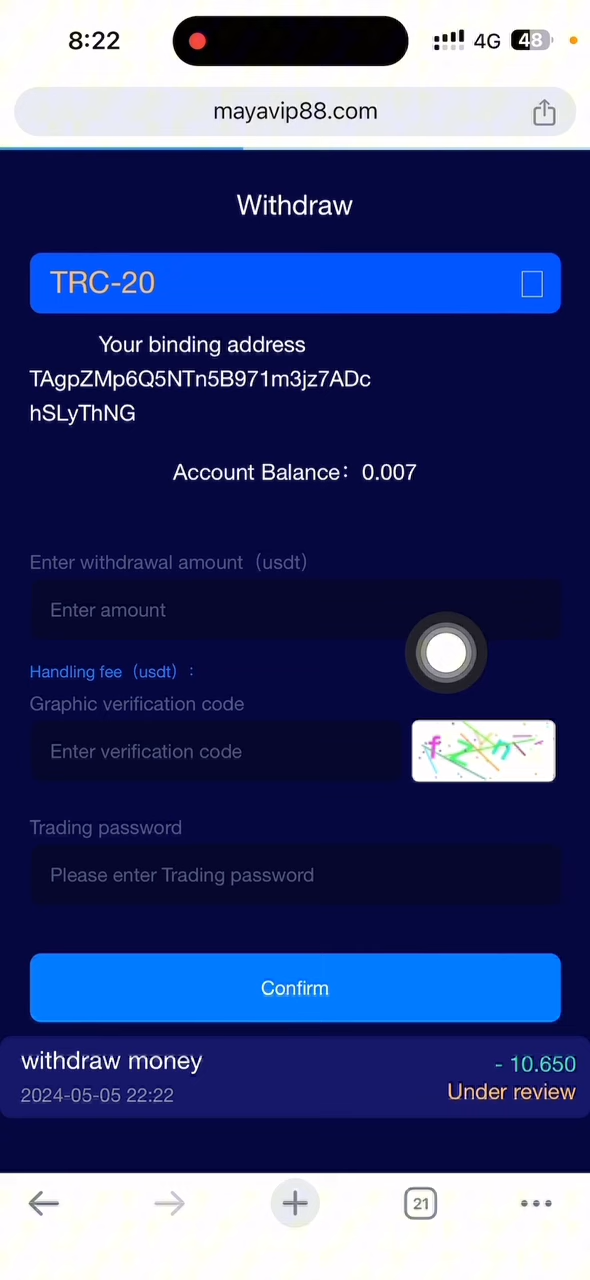 8:22
4G
48
mayavip88.com
Withdraw
TRC-20
Your binding address
TAgpZMp6Q5NTn5B971m3jz7ADc
hSLyThNG
Account Balance：0.007
Enter withdrawal amount（usdt）
Enter amount
Handling fee（usdt）：
Graphic verification code
Enter verification code
Trading password
Please enter Trading password
Confirm
withdraw money
- 10.650
2024-05-05 22:22
Under review
21